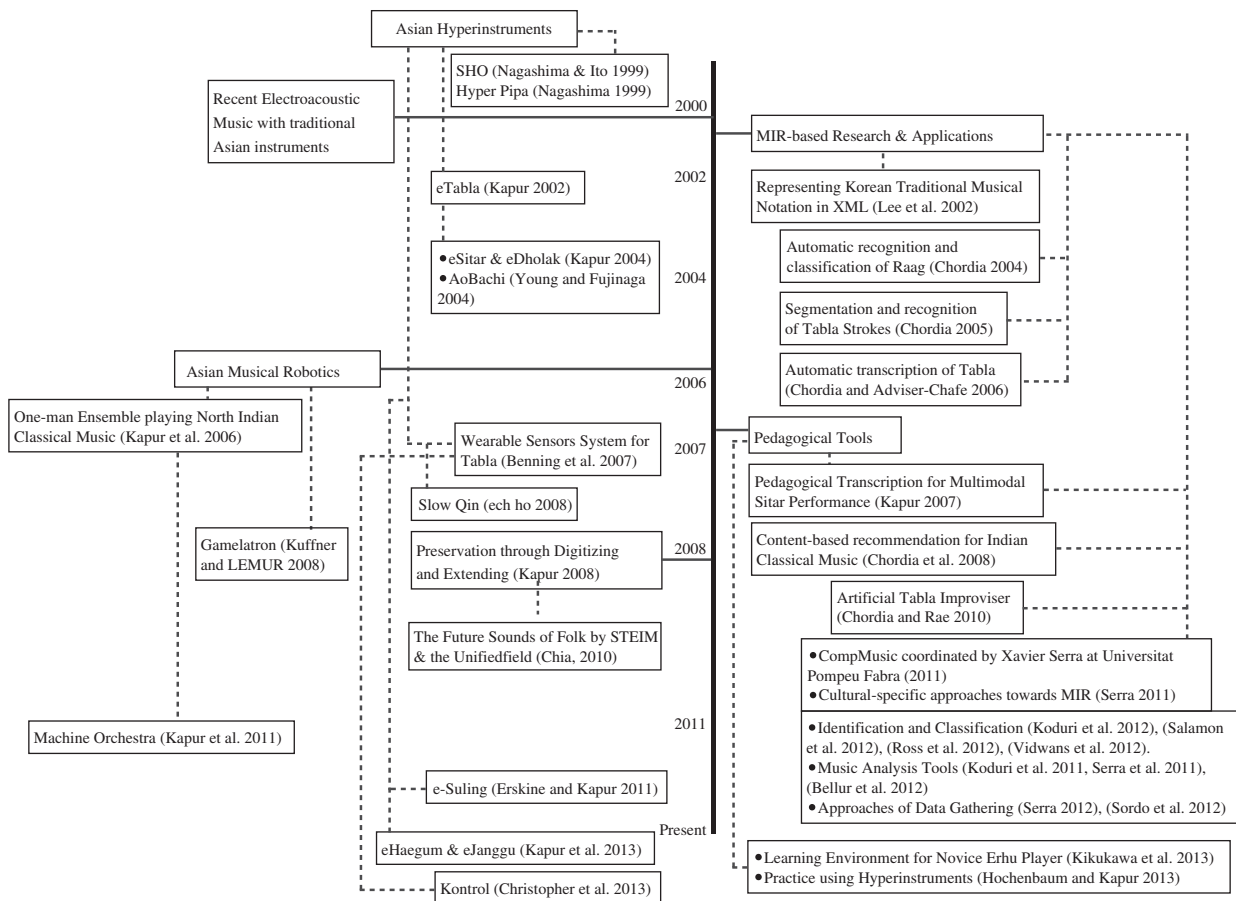 Asian Hyperinstruments
SHO (Nagashima & Ito 1999)
Hyper Pipa (Nagashima 1999)
Recent Electroacoustic
Music with traditional
Asian instruments
2000
MIR-based Research & Applications
eTabla (Kapur 2002)
2002
Representing Korean Traditional Musical
Notation in XML (Lee et al. 2002)
●eSitar & eDholak (Kapur 2004)
●AoBachi (Young and Fujinaga
2004)
2004
Automatic recognition and
classification of Raag (Chordia 2004)
Segmentation and recognition
of Tabla Strokes (Chordia 2005)
Asian Musical Robotics
2006
Automatic transcription of Tabla
(Chordia and Adviser-Chafe 2006)
One-man Ensemble playing North Indian
Classical Music (Kapur et al. 2006)
Wearable Sensors System for
Tabla (Benning et al. 2007)
2007
Pedagogical Tools
Pedagogical Transcription for Multimodal
Sitar Performance (Kapur 2007)
Slow Qin (ech ho 2008)
Gamelatron (Kuffner
and LEMUR 2008)
Preservation through Digitizing
and Extending (Kapur 2008)
2008
Content-based recommendation for Indian
Classical Music (Chordia et al. 2008)
Artificial Tabla Improviser
(Chordia and Rae 2010)
The Future Sounds of Folk by STEIM
& the Unifiedfield (Chia, 2010)
●CompMusic coordinated by Xavier Serra at Universitat
Pompeu Fabra (2011)
●Cultural-specific approaches towards MIR (Serra 2011)
Machine Orchestra (Kapur et al. 2011)
2011
●Identification and Classification (Koduri et al. 2012), (Salamon
et al. 2012), (Ross et al. 2012), (Vidwans et al. 2012).
●Music Analysis Tools (Koduri et al. 2011, Serra et al. 2011),
(Bellur et al. 2012)
●Approaches of Data Gathering (Serra 2012), (Sordo et al. 2012)
e-Suling (Erskine and Kapur 2011)
Present
eHaegum & eJanggu (Kapur et al. 2013)
●Learning Environment for Novice Erhu Player (Kikukawa et al. 2013)
●Practice using Hyperinstruments (Hochenbaum and Kapur 2013)
Kontrol (Christopher et al. 2013)